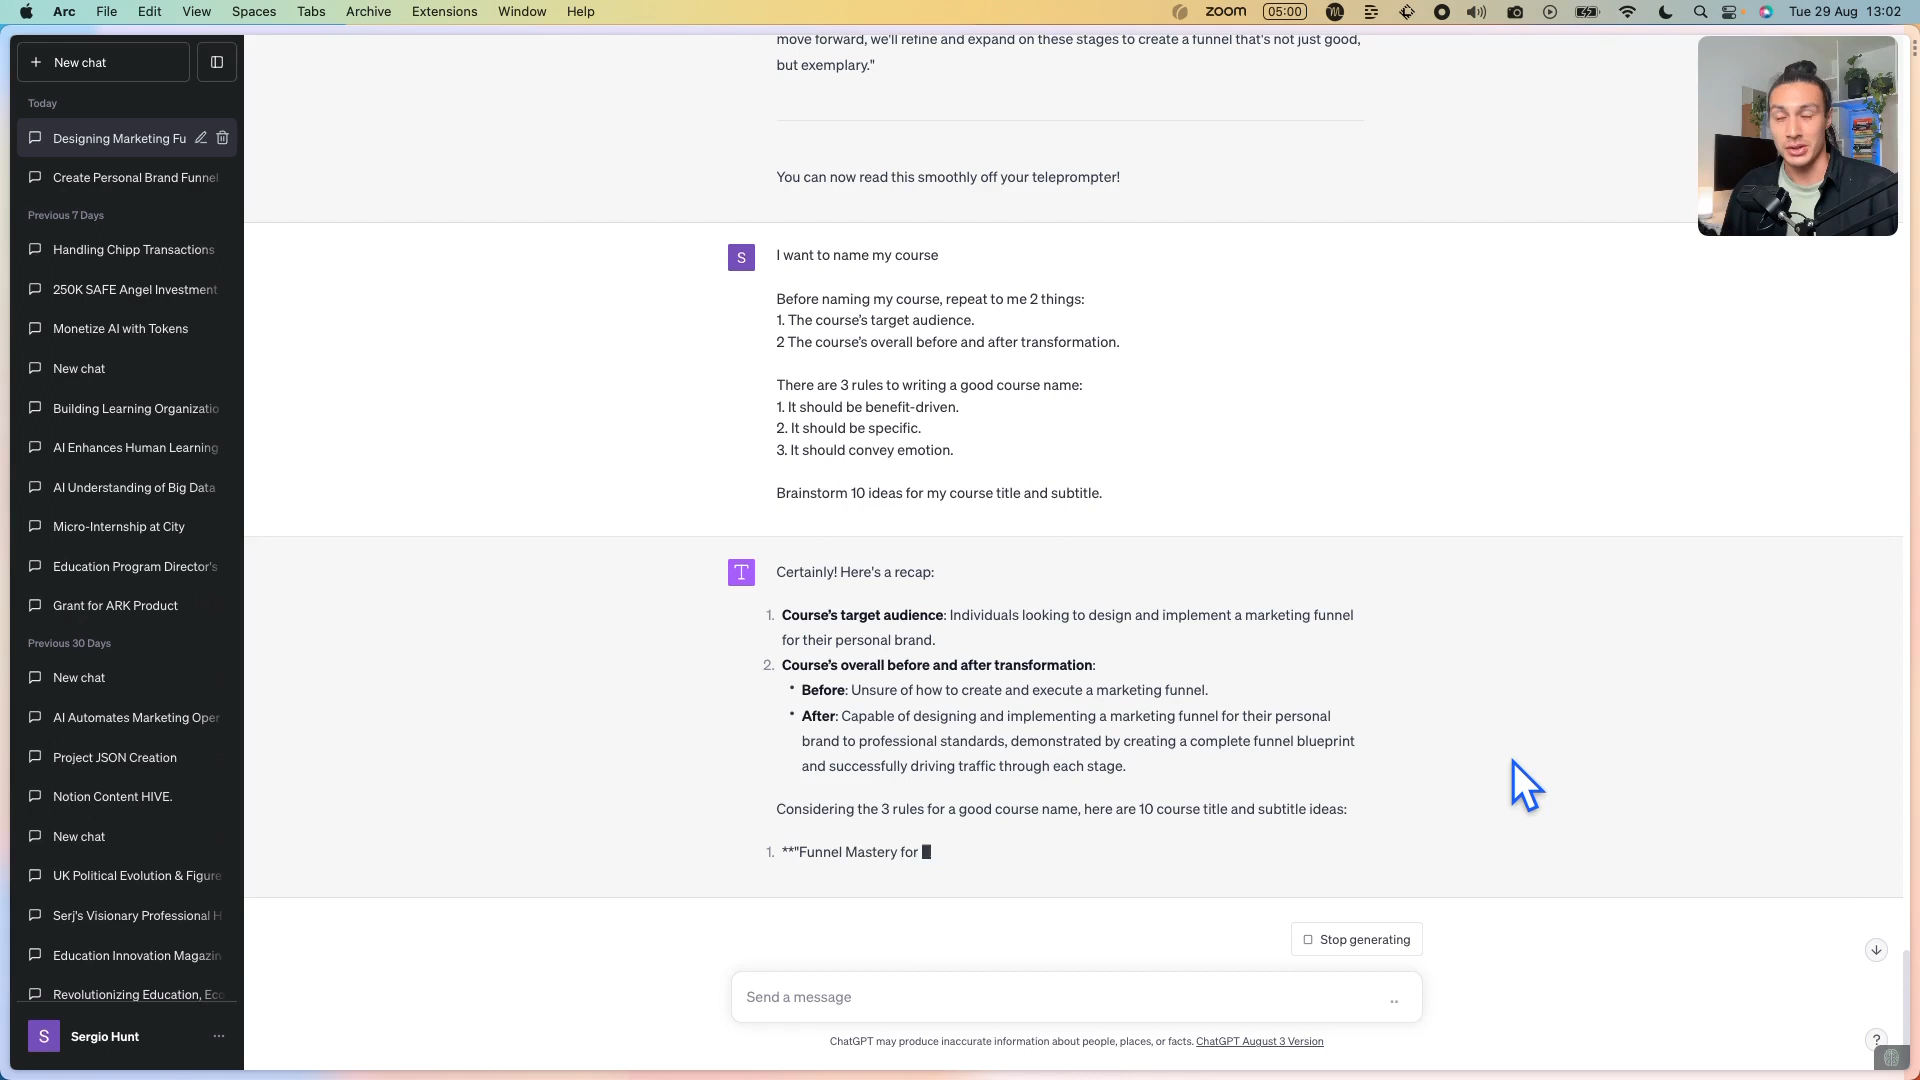 Arc File Edit View Spaces Tabs Archive Extensions Window Help zoom 05:00 Tue 29 Aug 13:02
New chat
Today
Designing Marketing Fu
Create Personal Brand Funnel
Previous 7 Days
Handling Chipp Transactions
250K SAFE Angel Investment
Monetize AI with Tokens
New chat
Building Learning Organizatio
AI Enhances Human Learning
AI Understanding of Big Data
Micro-Internship at City
Education Program Director's
Grant for ARK Product
Previous 30 Days
New chat
AI Automates Marketing Oper
Project JSON Creation
Notion Content HIVE.
New chat
UK Political Evolution & Figure
Serj's Visionary Professional H
Education Innovation Magazin
Revolutionizing Education, Eco
S Sergio Hunt
move forward, we'll refine and expand on these stages to create a funnel that's not just good,
but exemplary."
You can now read this smoothly off your teleprompter!
S
I want to name my course
Before naming my course, repeat to me 2 things:
1. The course’s target audience.
2 The course’s overall before and after transformation.
There are 3 rules to writing a good course name:
1. It should be benefit-driven.
2. It should be specific.
3. It should convey emotion.
Brainstorm 10 ideas for my course title and subtitle.
T
Certainly! Here's a recap:
1. Course’s target audience: Individuals looking to design and implement a marketing funnel
for their personal brand.
2. Course’s overall before and after transformation:
• Before: Unsure of how to create and execute a marketing funnel.
• After: Capable of designing and implementing a marketing funnel for their personal
brand to professional standards, demonstrated by creating a complete funnel blueprint
and successfully driving traffic through each stage.
Considering the 3 rules for a good course name, here are 10 course title and subtitle ideas:
1. **"Funnel Mastery for
Stop generating
Send a message
ChatGPT may produce inaccurate information about people, places, or facts. ChatGPT August 3 Version
?